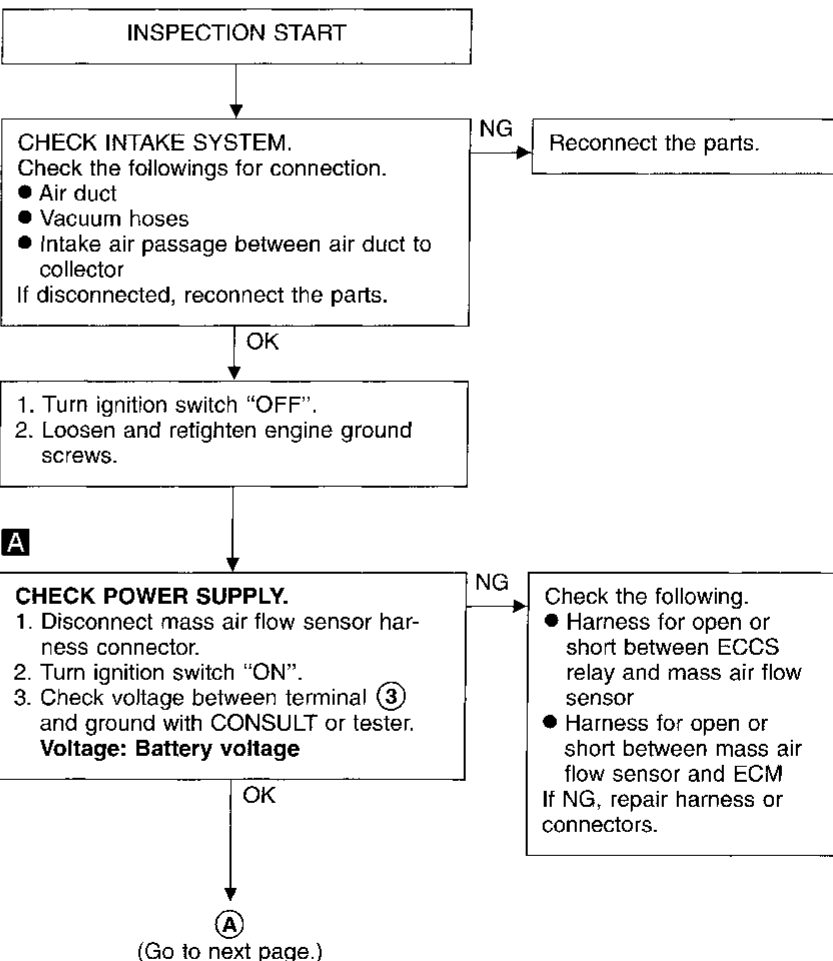 INSPECTION START
CHECK INTAKE SYSTEM.
Check the followings for connection.
● Air duct
● Vacuum hoses
● Intake air passage between air duct to
collector
If disconnected, reconnect the parts.
NG
Reconnect the parts.
OK
1. Turn ignition switch “OFF”.
2. Loosen and retighten engine ground
screws.
A
CHECK POWER SUPPLY.
1. Disconnect mass air flow sensor har-
ness connector.
2. Turn ignition switch “ON”.
3. Check voltage between terminal ③
and ground with CONSULT or tester.
Voltage: Battery voltage
NG
Check the following.
● Harness for open or
short between ECCS
relay and mass air flow
sensor
● Harness for open or
short between mass air
flow sensor and ECM
If NG, repair harness or
connectors.
OK
Ⓐ
(Go to next page.)